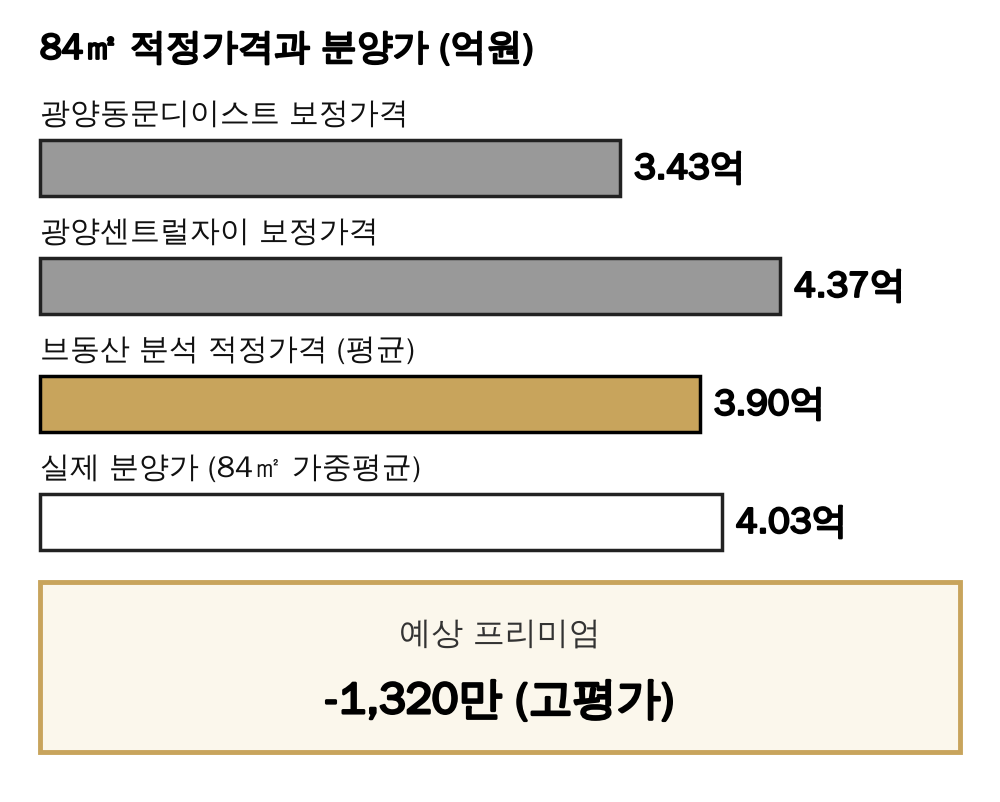 84㎡ 적정가격과 분양가 (억원)
광양동문디이스트 보정가격
3.43억
광양센트럴자이 보정가격
4.37억
브동산 분석 적정가격 (평균)
3.90억
실제 분양가 (84㎡ 가중평균)
4.03억
예상 프리미엄
-1,320만 (고평가)